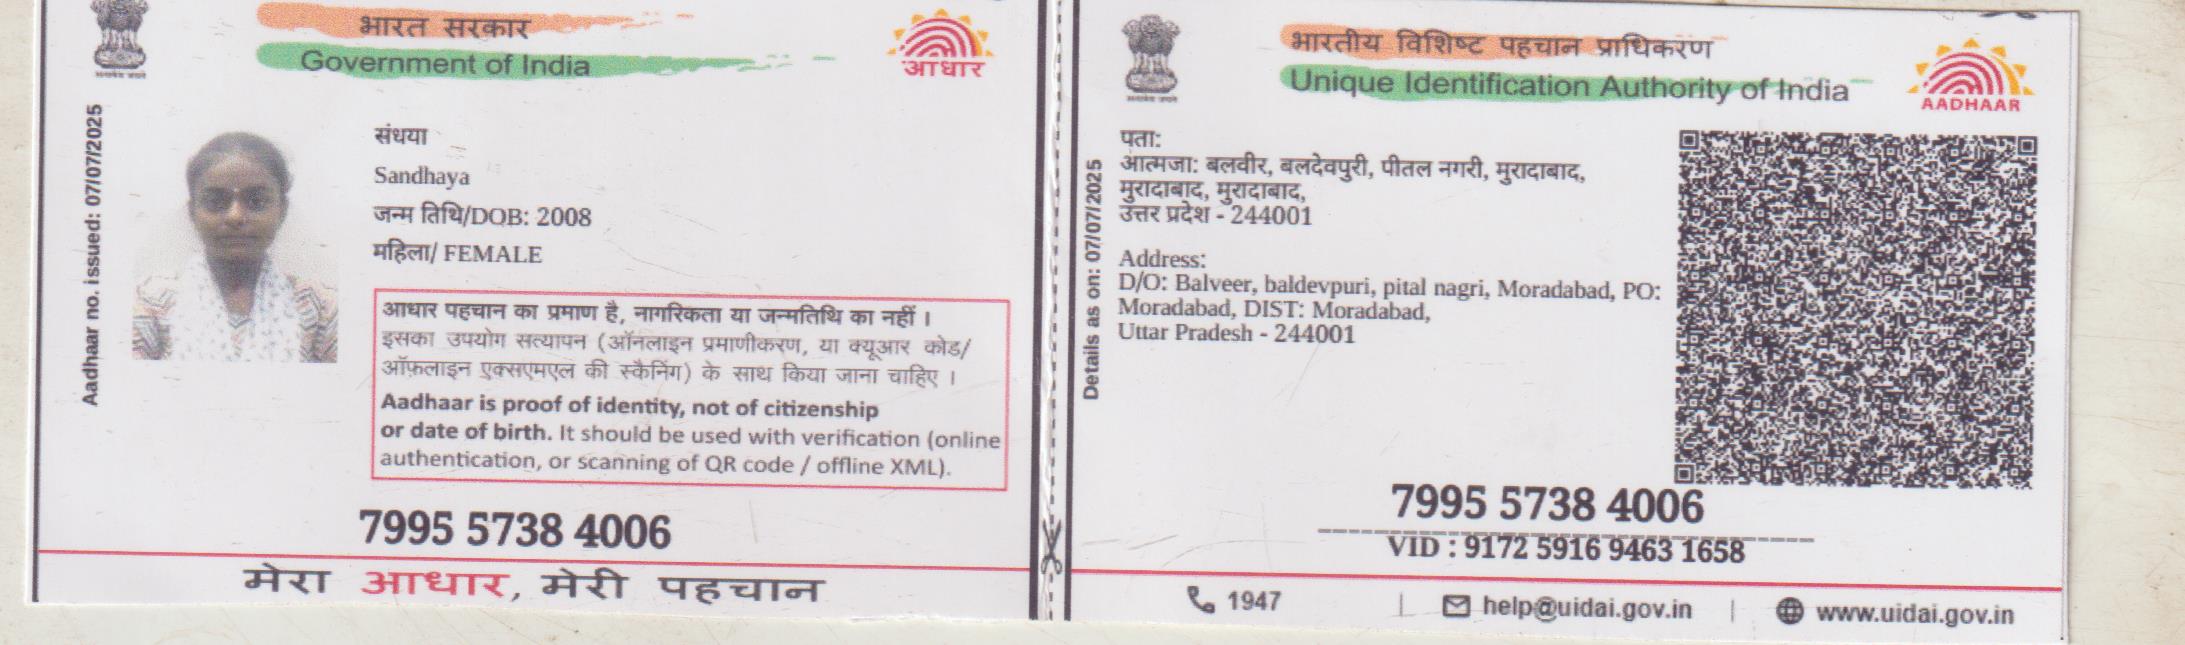 भारत सरकार
Government of India
आधार
Aadhaar no. issued: 07/07/2025
संधया
Sandhaya
जन्म तिथि/DOB: 2008
महिला/ FEMALE
आधार पहचान का प्रमाण है, नागरिकता या जन्मतिथि का नहीं ।
इसका उपयोग सत्यापन (ऑनलाइन प्रमाणीकरण, या क्यूआर कोड/
ऑफ़लाइन एक्सएमएल की स्कैनिंग) के साथ किया जाना चाहिए ।
Aadhaar is proof of identity, not of citizenship
or date of birth. It should be used with verification (online
authentication, or scanning of QR code / offline XML).
7995 5738 4006
मेरा आधार, मेरी पहचान
भारतीय विशिष्ट पहचान प्राधिकरण
Unique Identification Authority of India
AADHAAR
Details as on: 07/07/2025
पता:
आत्मजा: बलवीर, बलदेवपुरी, पीतल नगरी, मुरादाबाद,
मुरादाबाद, मुरादाबाद,
उत्तर प्रदेश - 244001
Address:
D/O: Balveer, baldevpuri, pital nagri, Moradabad, PO:
Moradabad, DIST: Moradabad,
Uttar Pradesh - 244001
7995 5738 4006
VID : 9172 5916 9463 1658
1947 | help@uidai.gov.in | www.uidai.gov.in